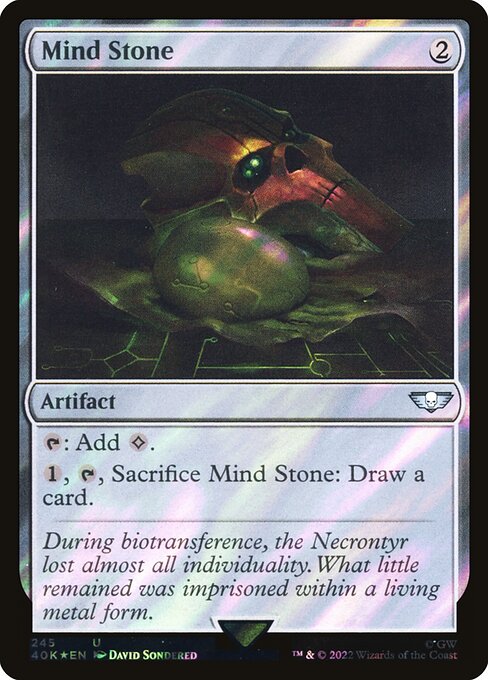 Mind Stone 2
Artifact
: Add .
1, , Sacrifice Mind Stone: Draw a
card.
During biotransference, the Necrontyr
lost almost all individuality. What little
remained was imprisoned within a living
metal form.
245 U
40K★EN David Sondered
© GW
™ & © 2022 Wizards of the Coast